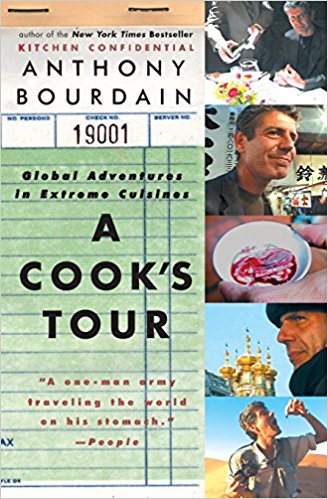 author of the New York Times Bestseller
KITCHEN CONFIDENTIAL
ANTHONY
BOURDAIN
NO. PERSONS CHECK NO. SERVER NO.
19001
Global Adventures
in Extreme Cuisines
A
COOK'S
TOUR
"A one-man army
traveling the world
on his stomach."
—People
AX